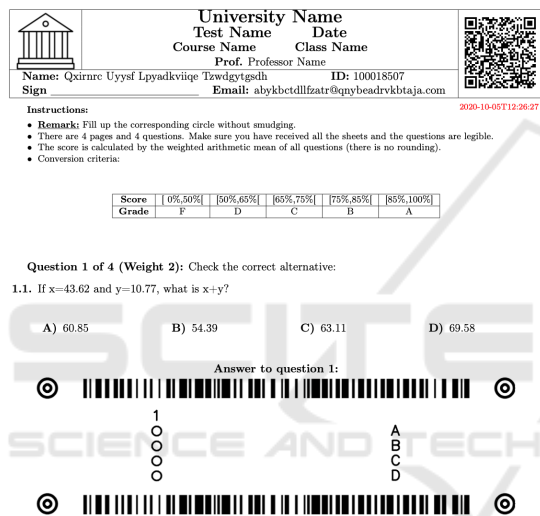 University Name
Test Name Date
Course Name Class Name
Prof. Professor Name
Name: Qxirnrc Uyysf Lpyadkviiqe Tzwdgytgsdh ID: 100018507
Sign Email: abykbctdllfzatr@qnybeadrvkbtaja.com
2020-10-05T12:26:27
Instructions:
• Remark: Fill up the corresponding circle without smudging.
• There are 4 pages and 4 questions. Make sure you have received all the sheets and the questions are legible.
• The score is calculated by the weighted arithmetic mean of all questions (there is no rounding).
• Conversion criteria:
Score [ 0%,50%[ [50%,65%[ [65%,75%[ [75%,85%[ [85%,100%]
Grade F D C B A
Question 1 of 4 (Weight 2): Check the correct alternative:
1.1. If x=43.62 and y=10.77, what is x+y?
A) 60.85 B) 54.39 C) 63.11 D) 69.58
Answer to question 1:
1
A
B
C
D
SCITE
SCIENCE AND TECH